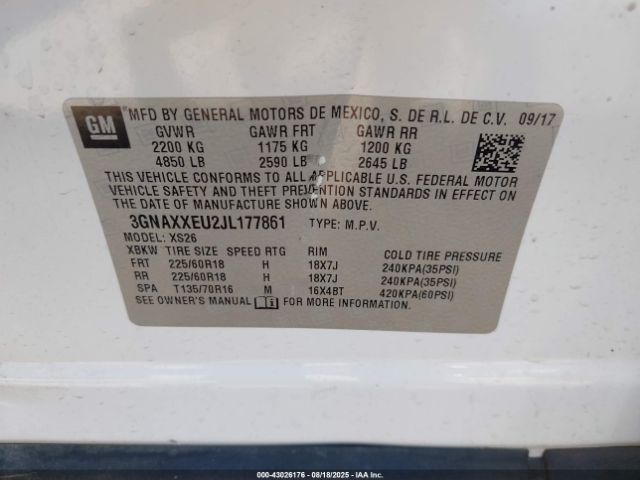 GM
MFD BY GENERAL MOTORS DE MEXICO, S. DE R.L. DE C.V. 09/17
GVWR GAWR FRT GAWR RR
2200 KG 1175 KG 1200 KG
4850 LB 2590 LB 2645 LB
THIS VEHICLE CONFORMS TO ALL APPLICABLE U.S. FEDERAL MOTOR
VEHICLE SAFETY AND THEFT PREVENTION STANDARDS IN EFFECT ON
THE DATE OF MANUFACTURE SHOWN ABOVE.
3GNAXXEU2JL177861 TYPE: M.P.V.
MODEL: XS26
XBKW TIRE SIZE SPEED RTG RIM COLD TIRE PRESSURE
FRT 225/60R18 H 18X7J 240KPA(35PSI)
RR 225/60R18 H 18X7J 240KPA(35PSI)
SPA T135/70R16 M 16X4BT 420KPA(60PSI)
SEE OWNER'S MANUAL FOR MORE INFORMATION.
000-43026176 - 08/18/2025 - IAAI.COM